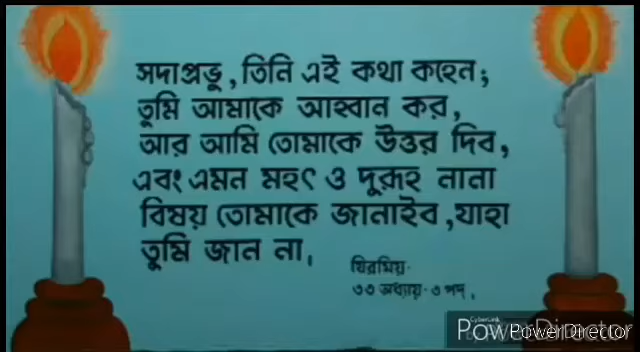 সদাপ্রভু, তিনি এই কথা কহেন;
তুমি আমাকে আহ্বান কর,
আর আমি তোমাকে উত্তর দিব,
এবং এমন মহৎ ও দুরূহ নানা
বিষয় তোমাকে জানাইব, যাহা
তুমি জান না,
যিরমিয়·
৩৩ অধ্যায়·৩ পদ,
CyberLink
PowerDirector